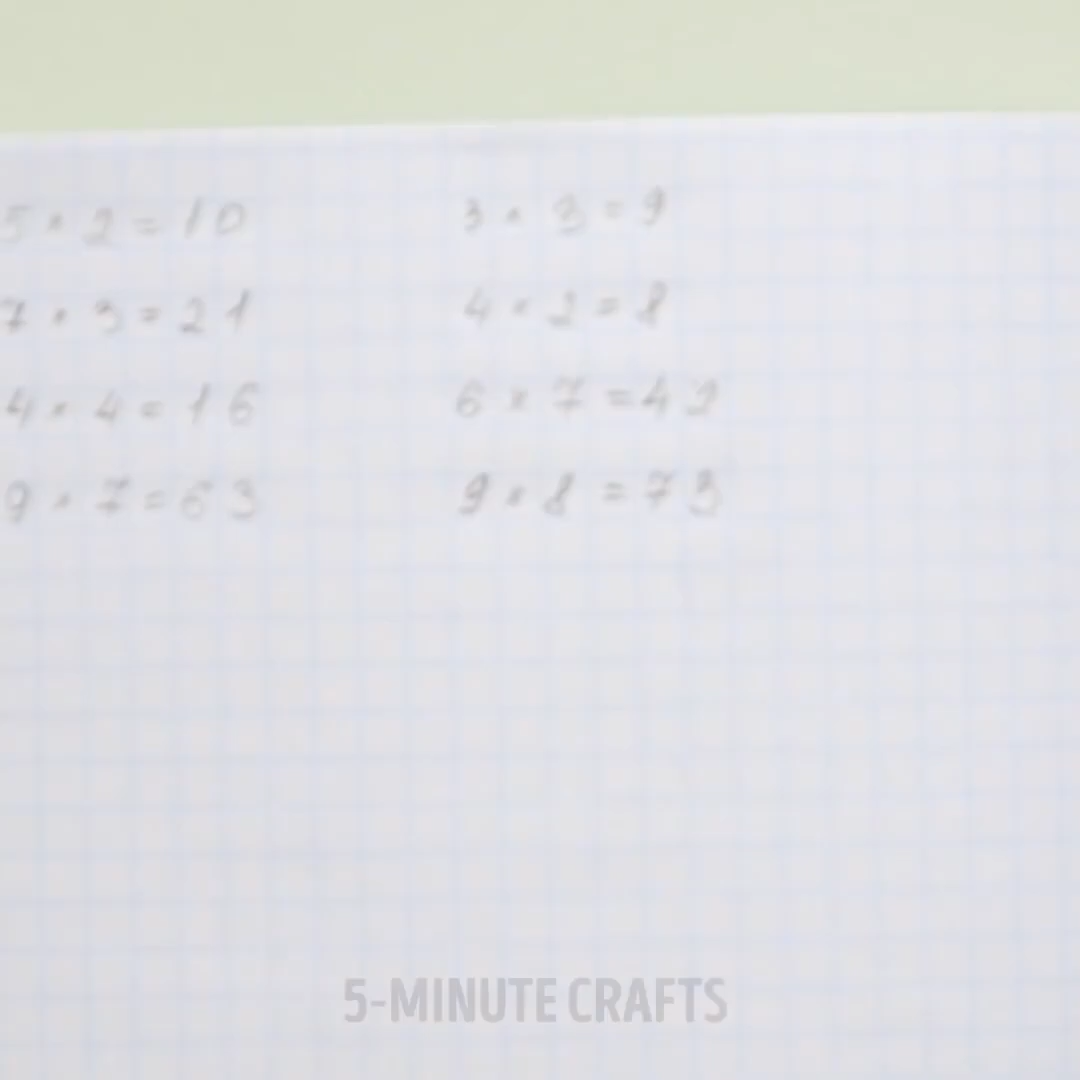 5 × 2 = 10
7 × 3 = 21
4 × 4 = 16
9 × 7 = 63
3 × 3 = 9
4 × 2 = 8
6 × 7 = 42
9 × 8 = 73
5-MINUTE CRAFTS